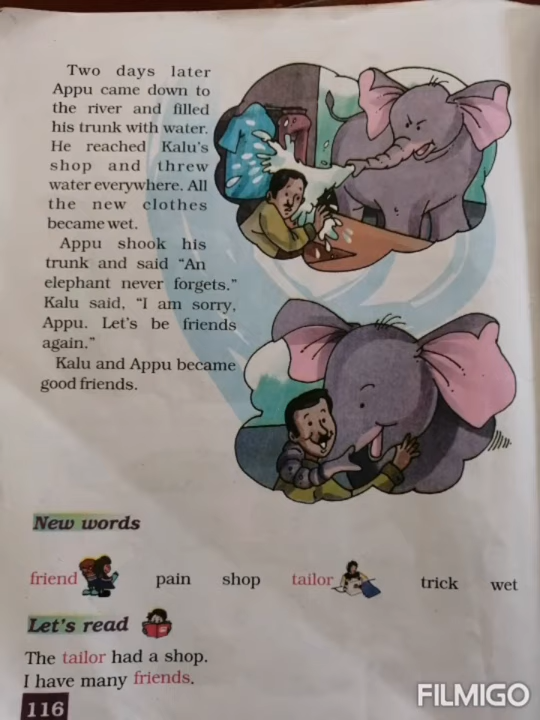 Two days later
Appu came down to
the river and filled
his trunk with water.
He reached Kalu's
shop and threw
water everywhere. All
the new clothes
became wet.
Appu shook his
trunk and said "An
elephant never forgets."
Kalu said, "I am sorry,
Appu. Let's be friends
again."
Kalu and Appu became
good friends.
New words
friend pain shop tailor trick wet
Let's read
The tailor had a shop.
I have many friends.
116
FILMIGO